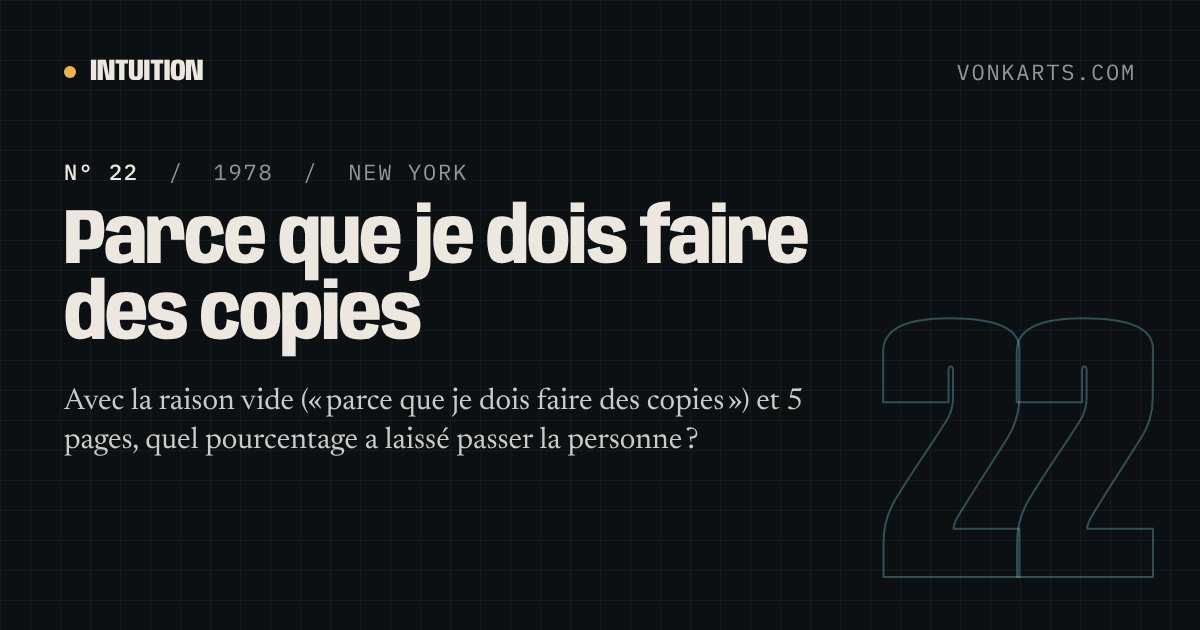 INTUITION
VONKARTS.COM
N° 22 / 1978 / NEW YORK
Parce que je dois faire
des copies
Avec la raison vide (« parce que je dois faire des copies ») et 5
pages, quel pourcentage a laissé passer la personne ?
22